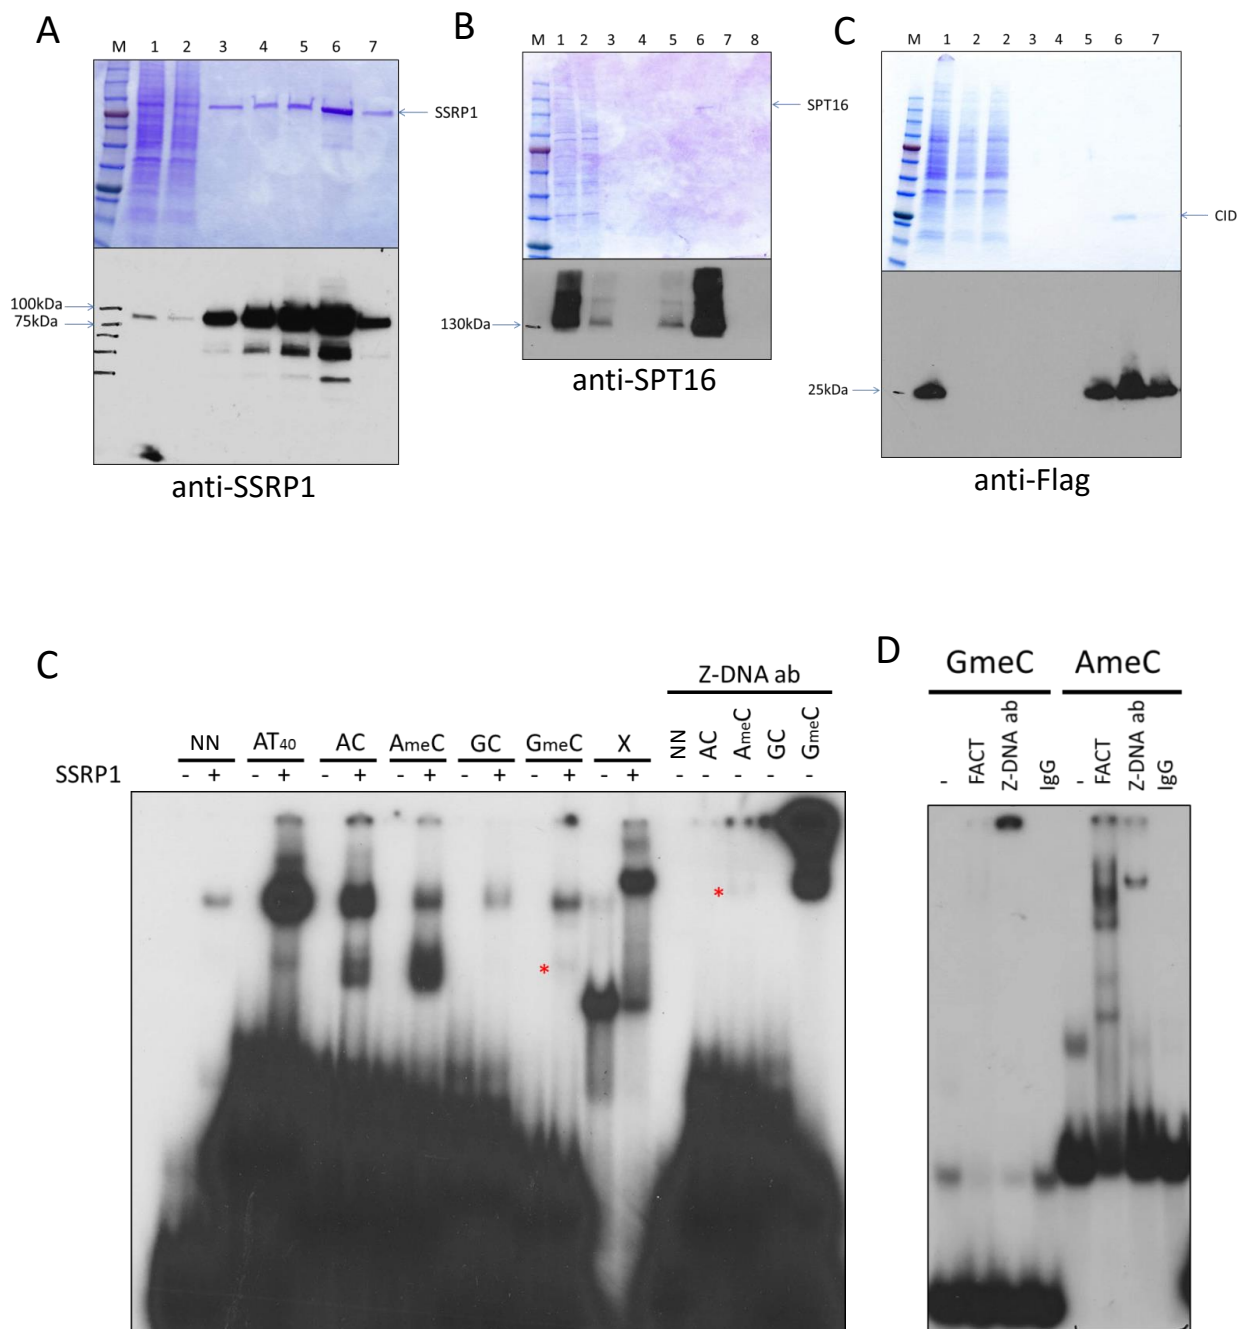 A
M 1 2 3 4 5 6 7
SSRP1
100kDa
75kDa
anti-SSRP1
B
M 1 2 3 4 5 6 7 8
SPT16
130kDa
anti-SPT16
C
M 1 2 2 3 4 5 6 7
CID
25kDa
anti-Flag
C
Z-DNA ab
NN AT40 AC AmeC GC GmeC X NN AC AmeC GC GmeC
SSRP1 - + - + - + - + - + - + - + - - - - -
*
*
D
GmeC AmeC
- FACT Z-DNA ab IgG - FACT Z-DNA ab IgG